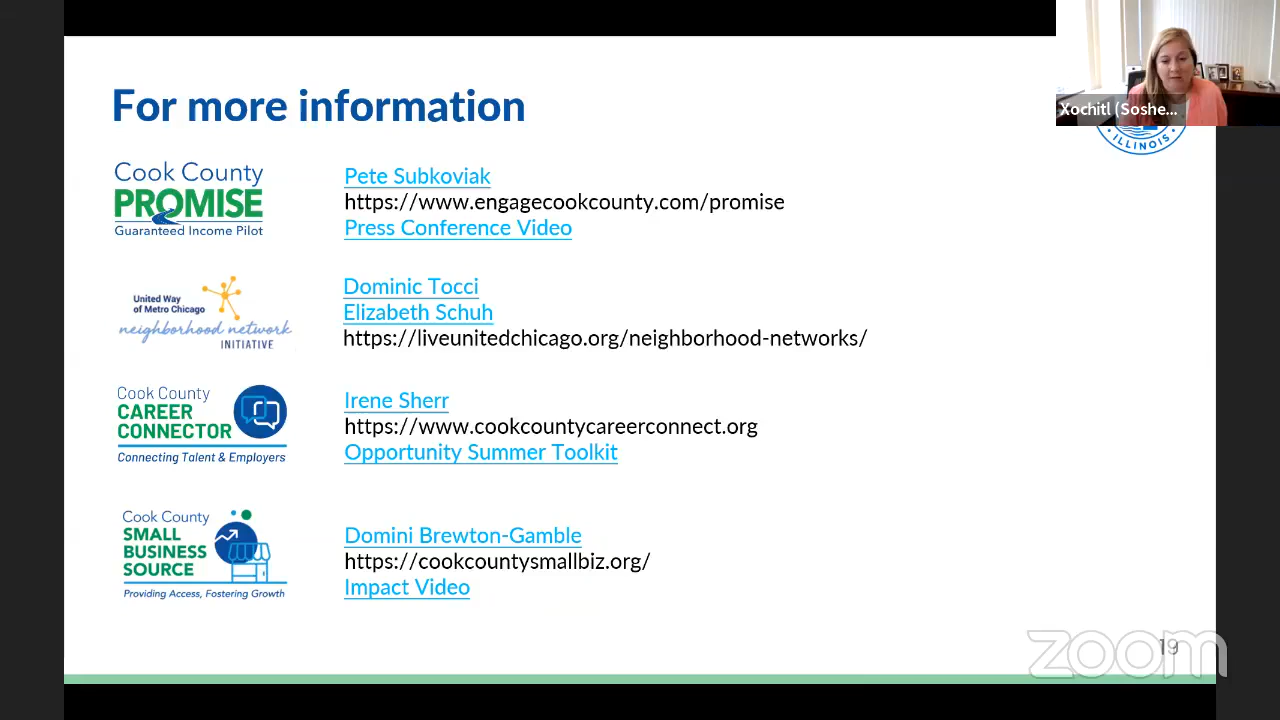 For more information
Xochitl (Soshe...
ILLINOIS
Cook County
PROMISE
Guaranteed Income Pilot
Pete Subkoviak
https://www.engagecookcounty.com/promise
Press Conference Video
United Way
of Metro Chicago
neighborhood network
INITIATIVE
Dominic Tocci
Elizabeth Schuh
https://liveunitedchicago.org/neighborhood-networks/
Cook County
CAREER
CONNECTOR
Connecting Talent & Employers
Irene Sherr
https://www.cookcountycareerconnect.org
Opportunity Summer Toolkit
Cook County
SMALL
BUSINESS
SOURCE
Providing Access, Fostering Growth
Domini Brewton-Gamble
https://cookcountysmallbiz.org/
Impact Video
19
zoom